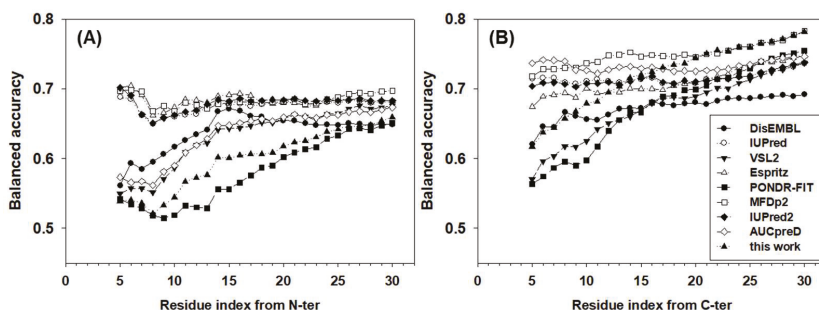 (A)
Balanced accuracy
0.8
0.7
0.6
0.5
0 5 10 15 20 25 30
Residue index from N-ter
(B)
Balanced accuracy
0.8
0.7
0.6
0.5
0 5 10 15 20 25 30
Residue index from C-ter
DisEMBL
IUPred
VSL2
Espritz
PONDR-FIT
MFDp2
IUPred2
AUCpreD
this work